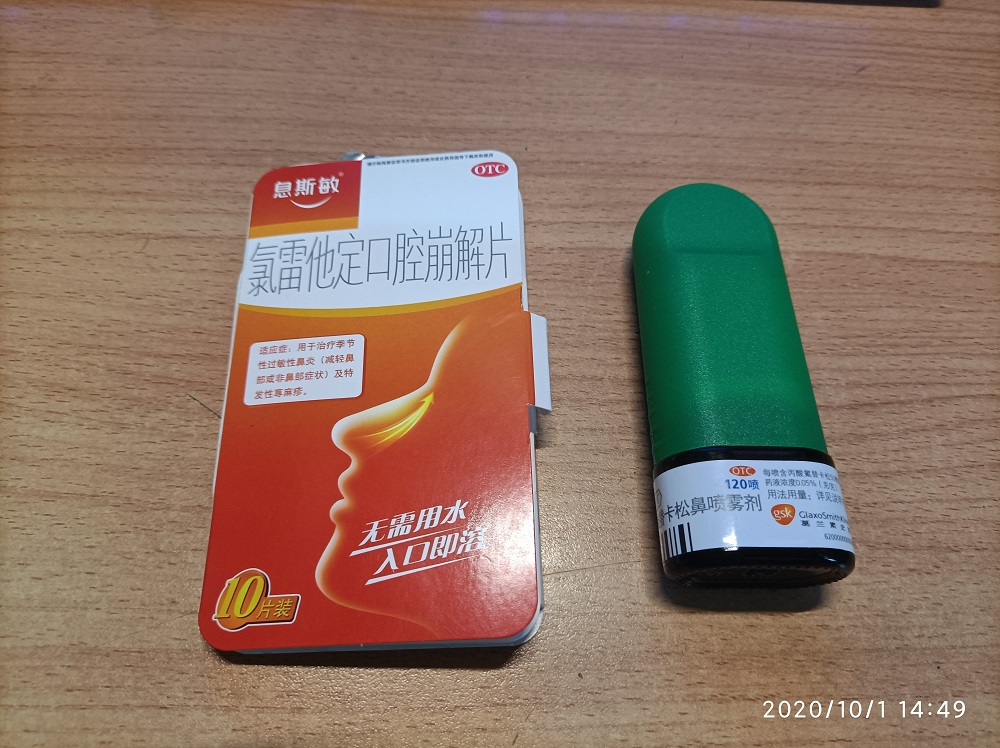 息斯敏
OTC
氯雷他定口腔崩解片
适应症：用于治疗季节
性过敏性鼻炎（减轻鼻
部或非鼻部症状）及特
发性荨麻疹。
无需用水
入口即溶
10片装
OTC
120喷
卡松鼻喷雾剂
每喷含丙酸氟替卡松
药液浓度0.05%
用法用量：详见说
gsk
GlaxoSmithK
葛兰素史
2020/10/1 14:49